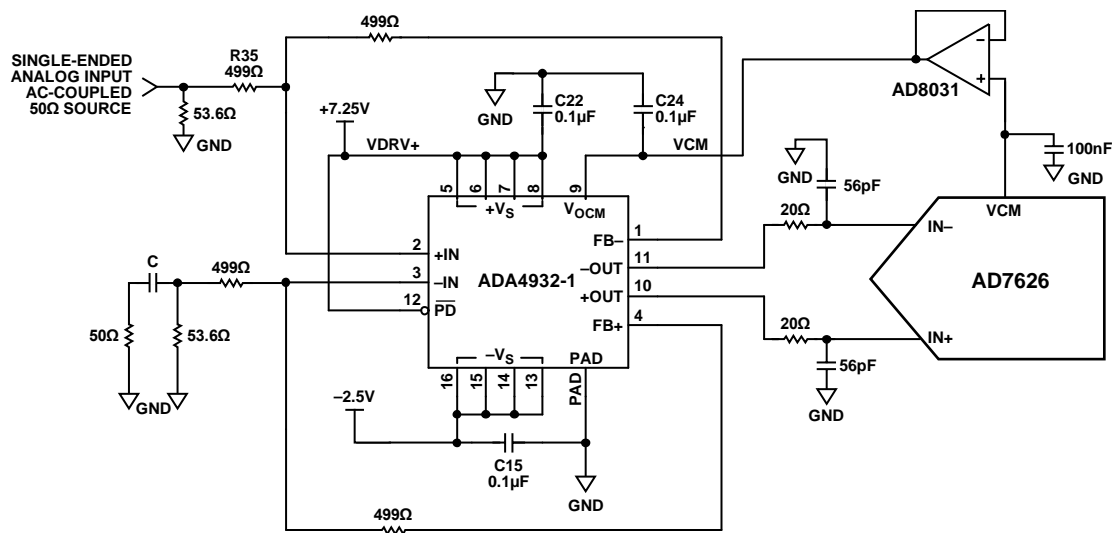 499Ω
SINGLE-ENDED
ANALOG INPUT
AC-COUPLED
50Ω SOURCE
R35
499Ω
53.6Ω
GND
+7.25V
VDRV+
GND
C22
0.1µF
C24
0.1µF
VCM
AD8031
–
+
100nF
GND
GND
56pF
20Ω
VCM
IN–
AD7626
IN+
20Ω
56pF
GND
5
6
7
8
9
+VS
VOCM
2
+IN
3
–IN
12
PD
ADA4932-1
FB–
1
–OUT
11
+OUT
10
FB+
4
–VS
PAD
16
15
14
13
PAD
C
499Ω
50Ω
53.6Ω
GND
–2.5V
C15
0.1µF
GND
499Ω